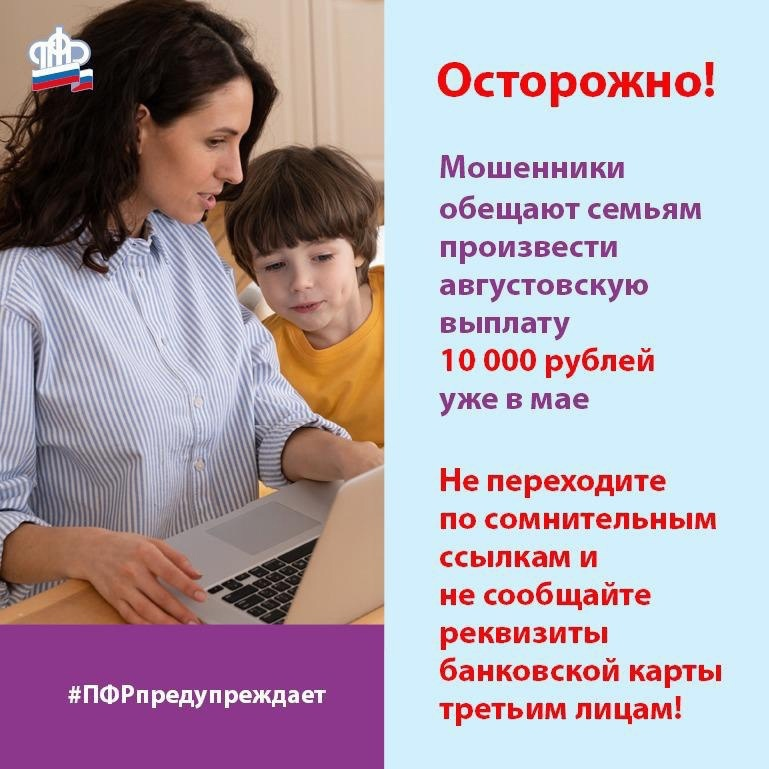 ПФР
Осторожно!
Мошенники
обещают семьям
произвести
августовскую
выплату
10 000 рублей
уже в мае
Не переходите
по сомнительным
ссылкам и
не сообщайте
реквизиты
банковской карты
третьим лицам!
#ПФРпредупреждает